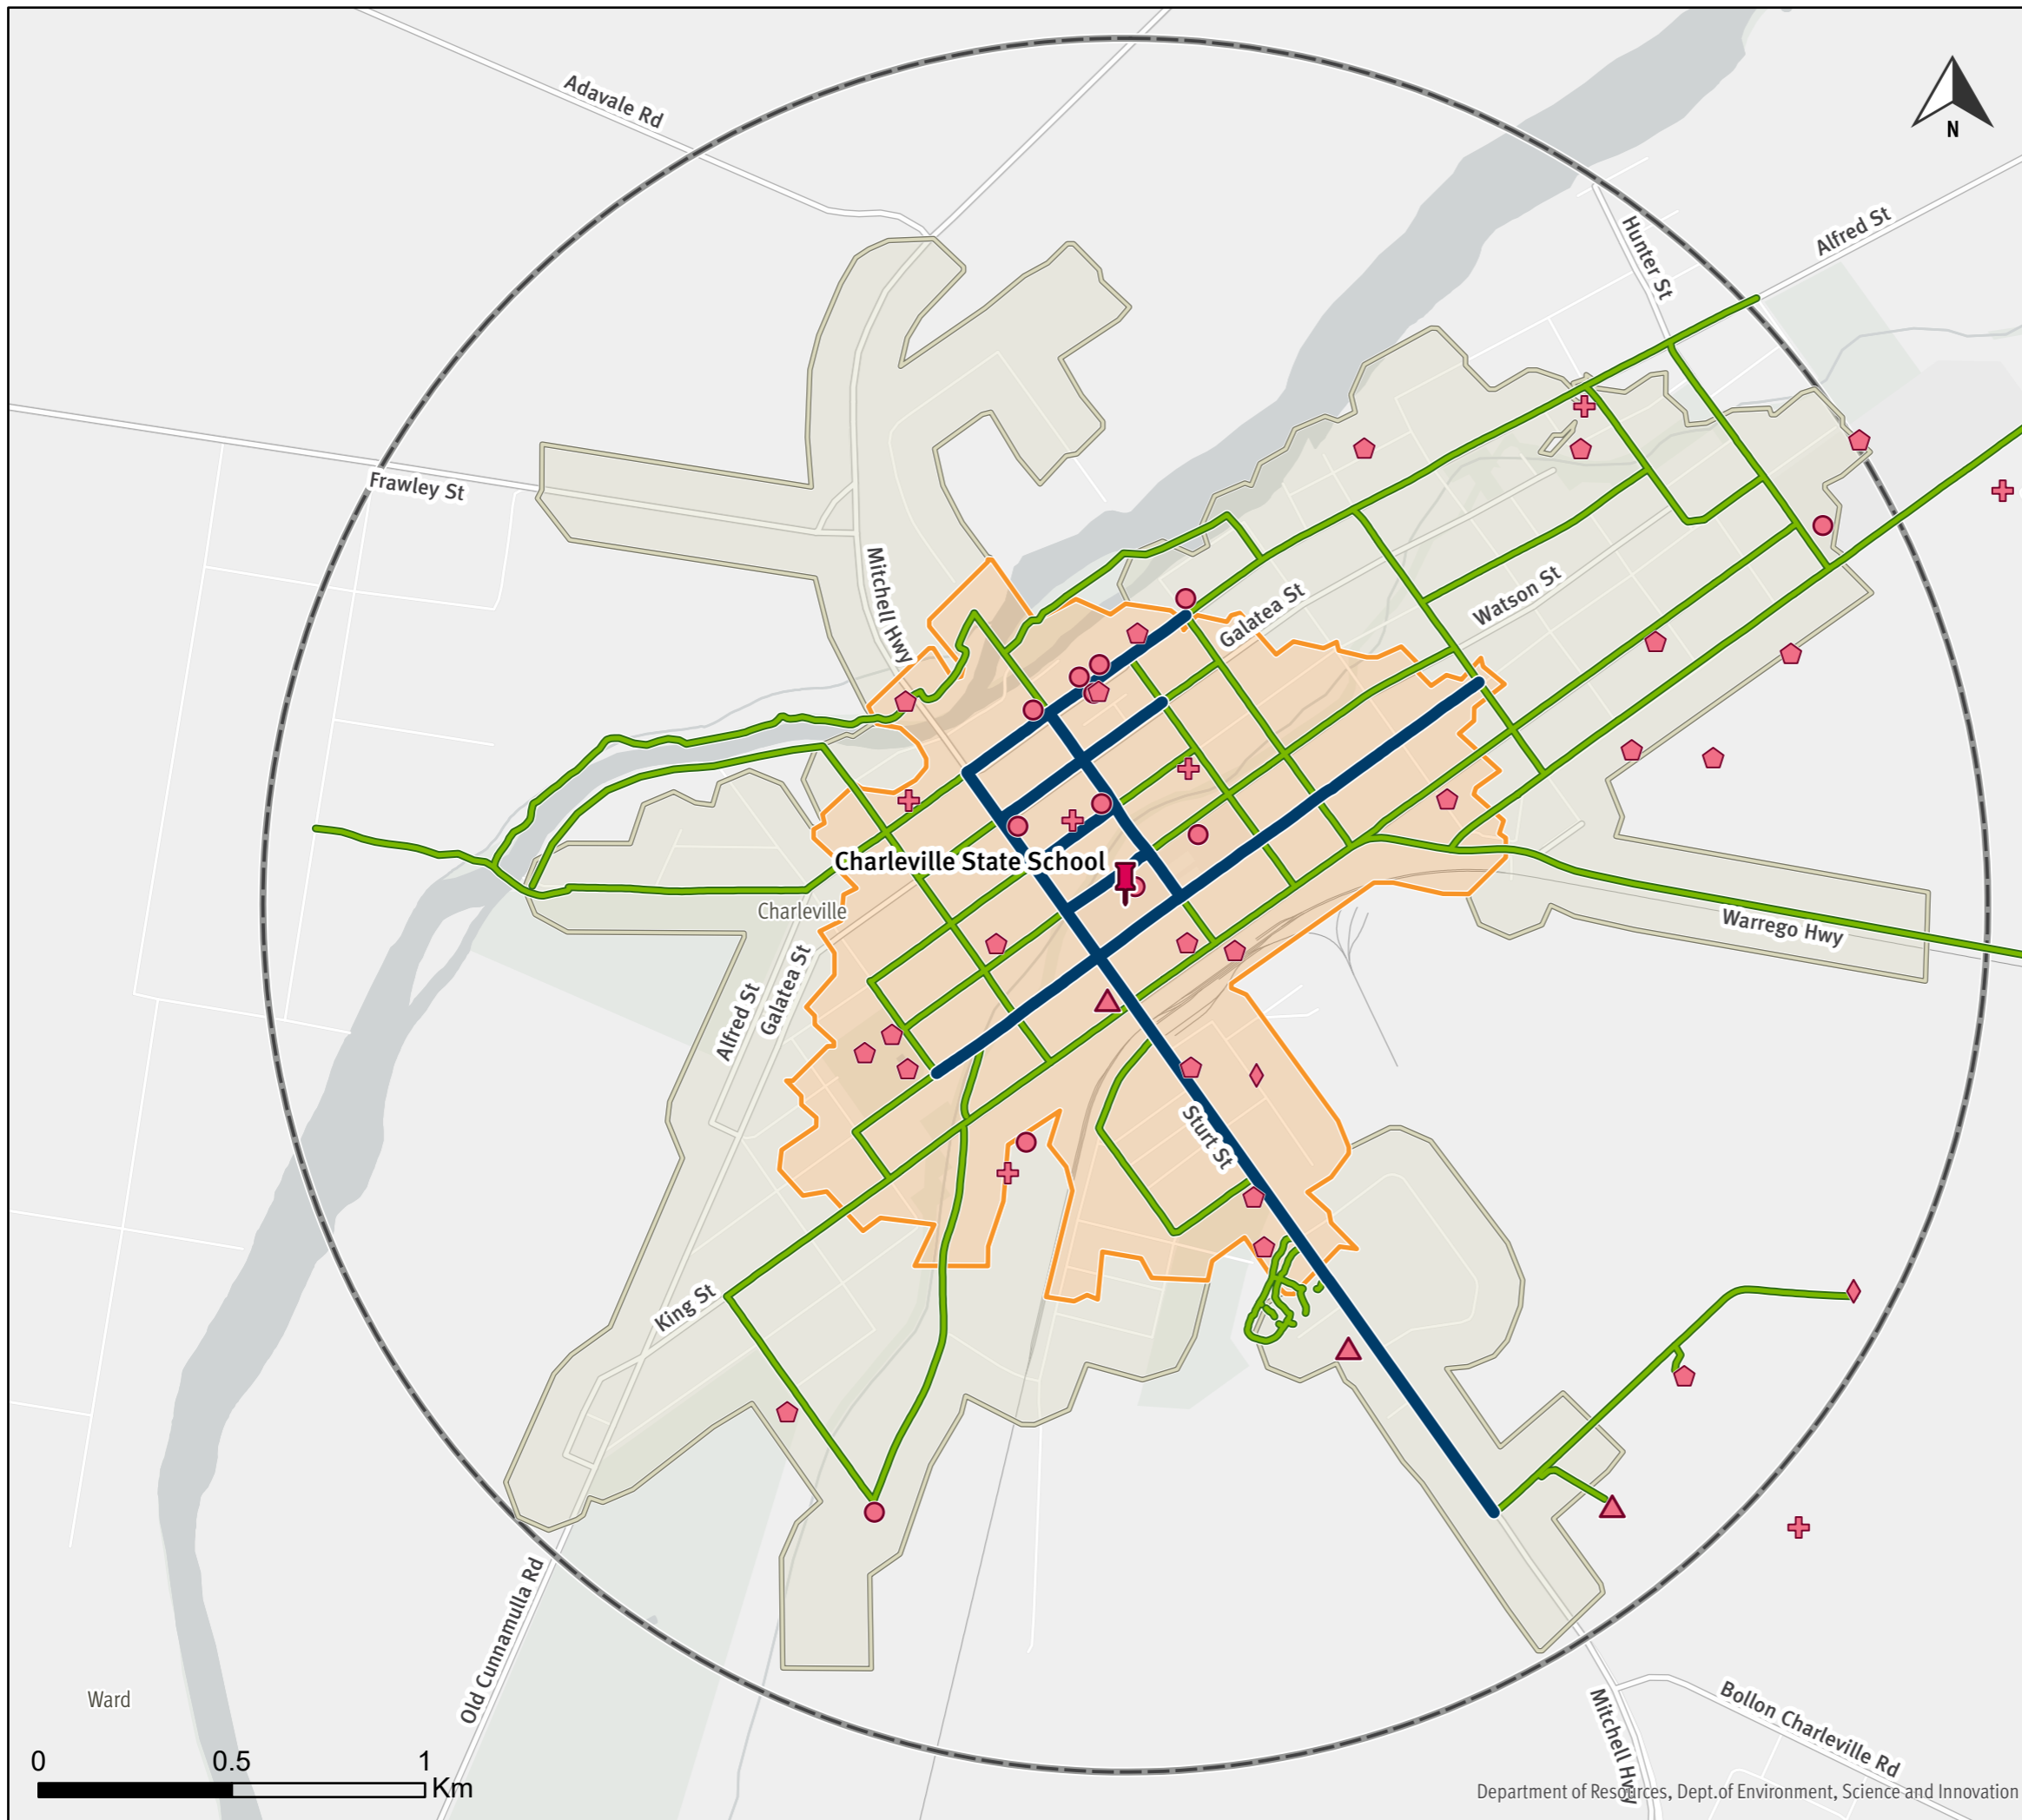 Adavale Rd
N
Hunter St
Alfred St
Frawley St
Mitchell Hwy
Galatea St
Watson St
Charleville State School
Charleville
Warrego Hwy
Alfred St
Galatea St
Sturt St
King St
Old Cunnamulla Rd
Ward
Mitchell Hwy
Bollon Charleville Rd
0 0.5 1
Km
Department of Resources, Dept.of Environment, Science and Innovation